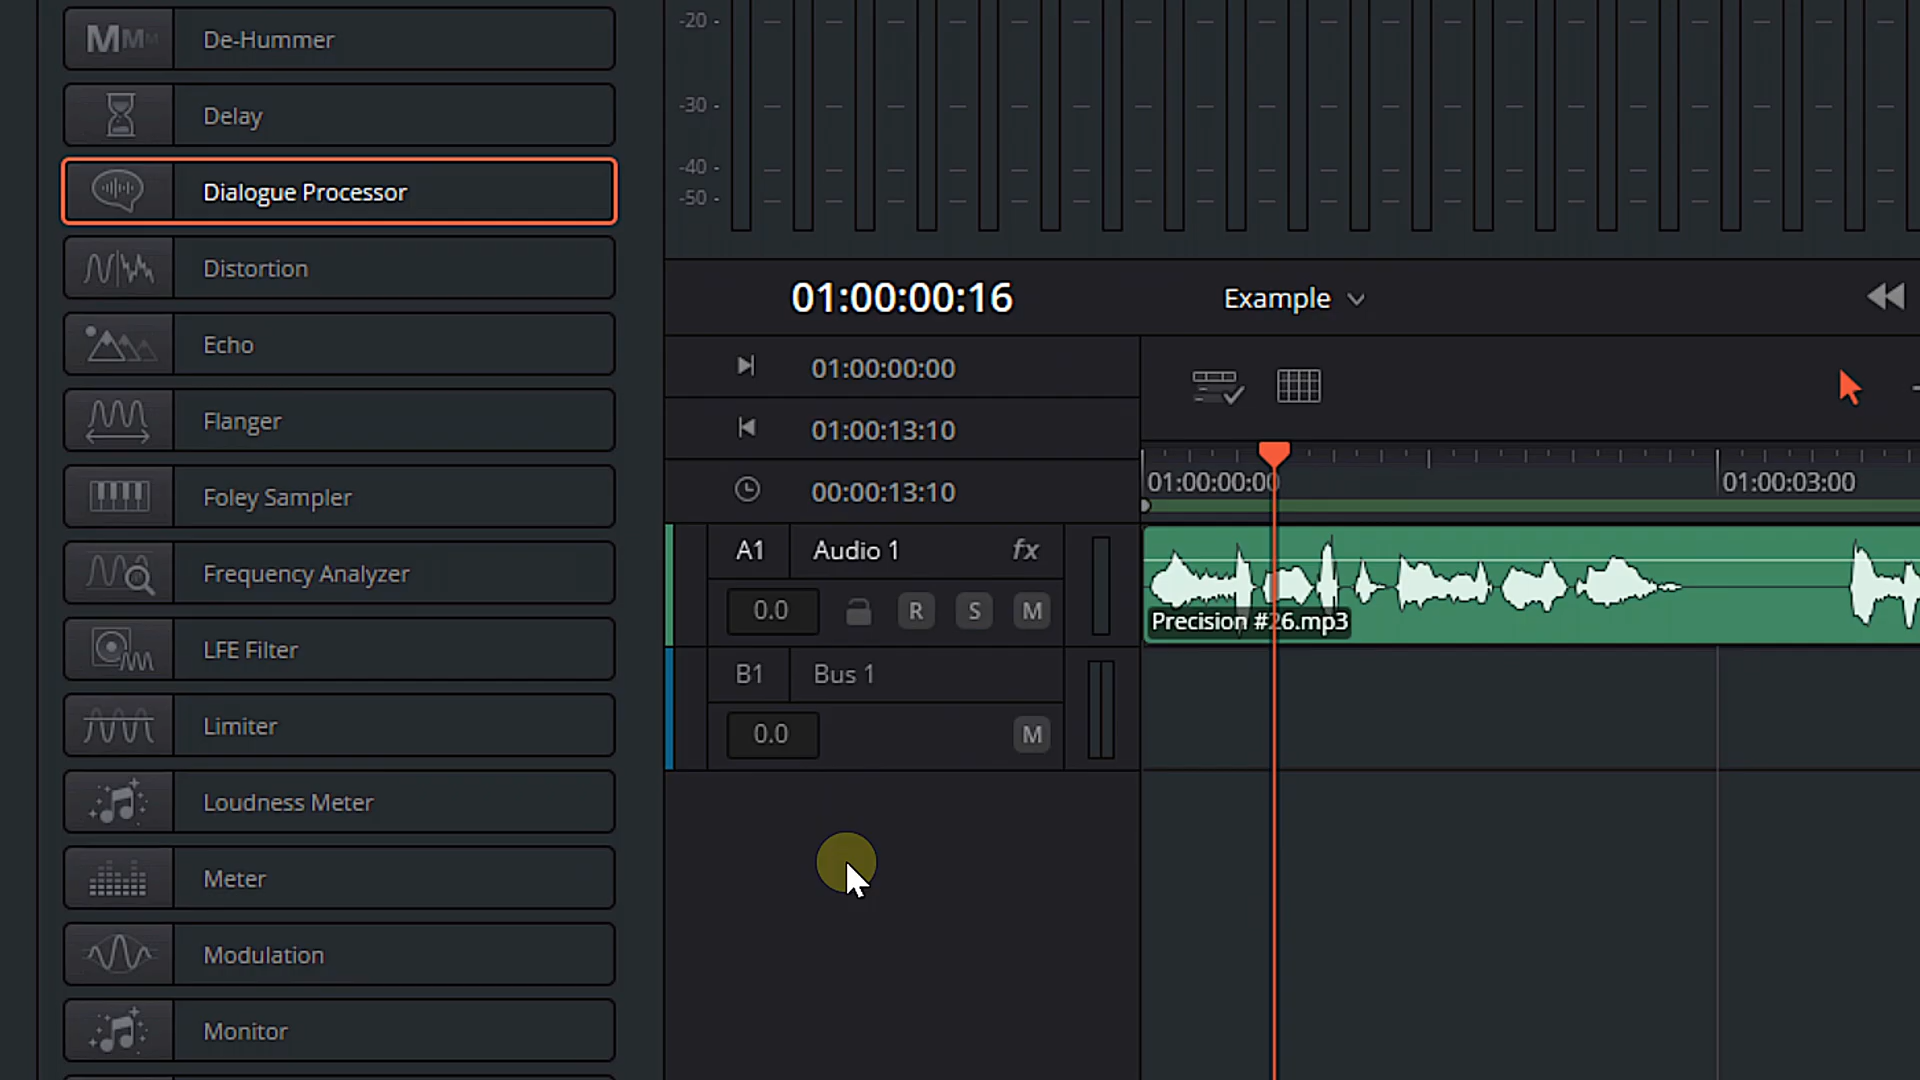 De-Hummer
Delay
Dialogue Processor
Distortion
Echo
Flanger
Foley Sampler
Frequency Analyzer
LFE Filter
Limiter
Loudness Meter
Meter
Modulation
Monitor
-20 -
-30 -
-40 -
-50 -
01:00:00:16
Example
01:00:00:00
01:00:13:10
00:00:13:10
01:00:00:00
01:00:03:00
A1 Audio 1 fx
0.0 R S M
Precision #26.mp3
B1 Bus 1
0.0 M